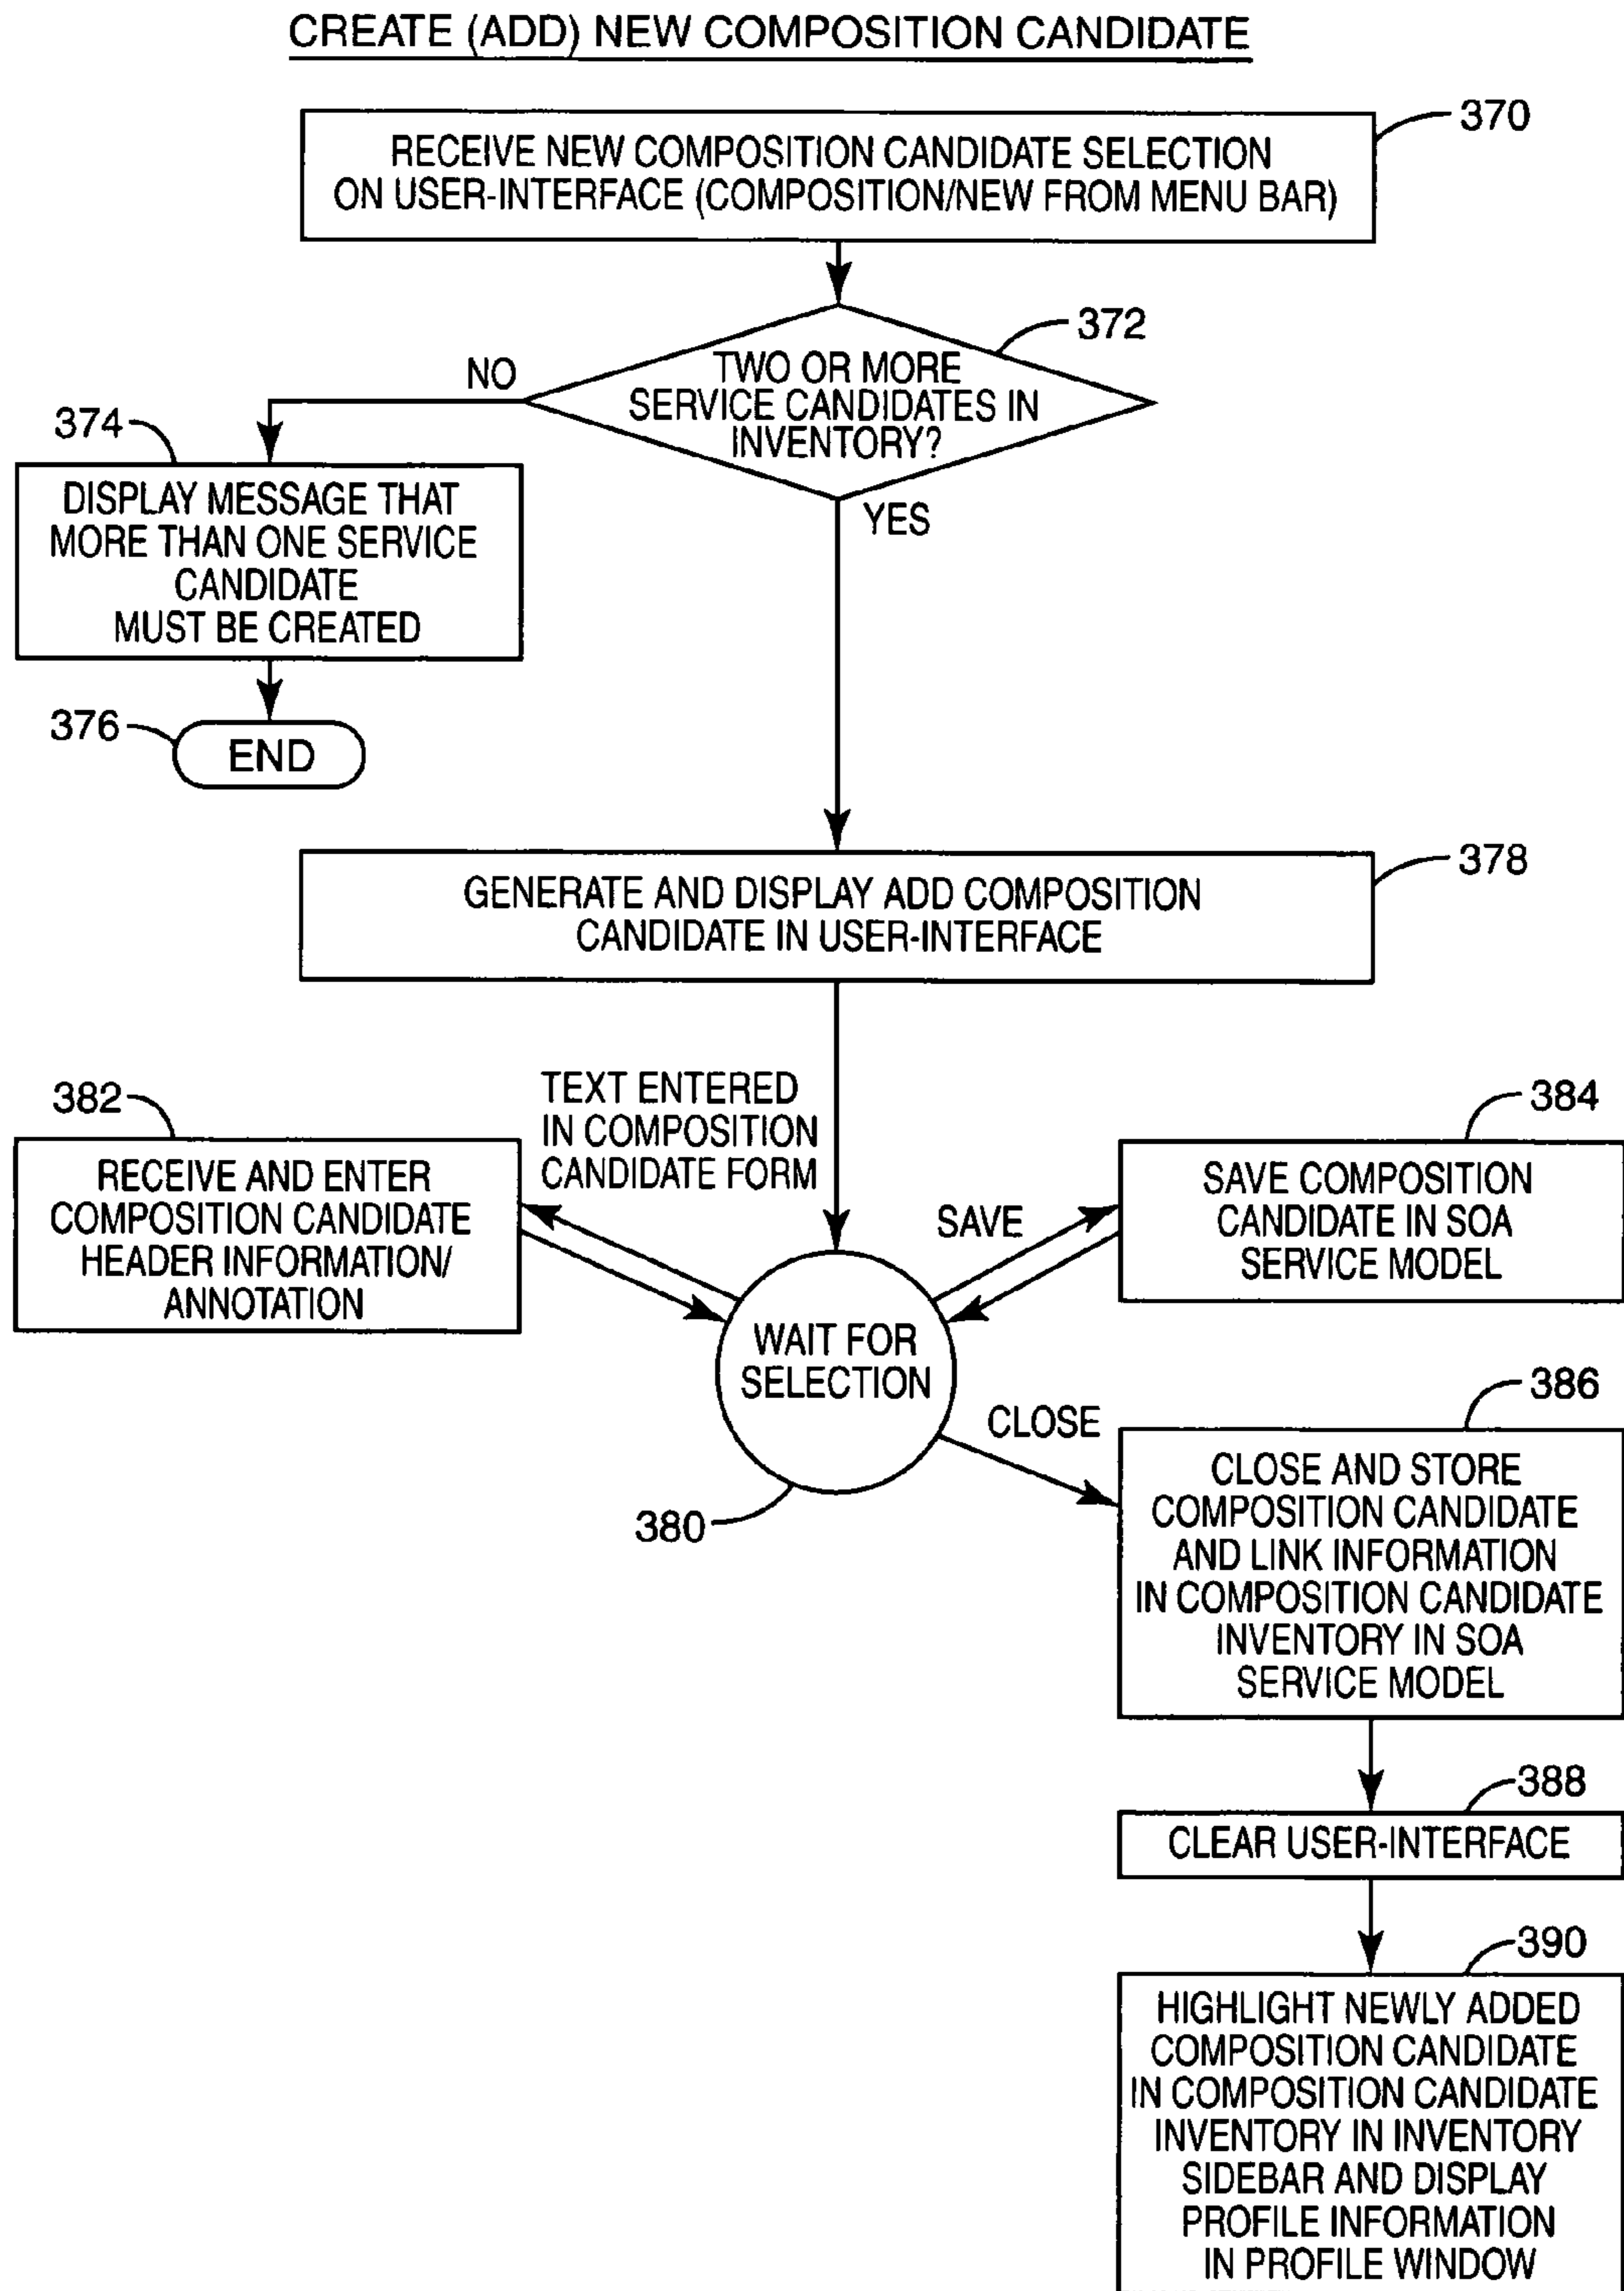 CREATE (ADD) NEW COMPOSITION CANDIDATE
370
RECEIVE NEW COMPOSITION CANDIDATE SELECTION
ON USER-INTERFACE (COMPOSITION/NEW FROM MENU BAR)
372
TWO OR MORE
SERVICE CANDIDATES IN
INVENTORY?
NO
YES
374
DISPLAY MESSAGE THAT
MORE THAN ONE SERVICE
CANDIDATE
MUST BE CREATED
376
END
378
GENERATE AND DISPLAY ADD COMPOSITION
CANDIDATE IN USER-INTERFACE
382
RECEIVE AND ENTER
COMPOSITION CANDIDATE
HEADER INFORMATION/
ANNOTATION
TEXT ENTERED
IN COMPOSITION
CANDIDATE FORM
384
SAVE
SAVE COMPOSITION
CANDIDATE IN SOA
SERVICE MODEL
WAIT FOR
SELECTION
380
CLOSE
386
CLOSE AND STORE
COMPOSITION CANDIDATE
AND LINK INFORMATION
IN COMPOSITION CANDIDATE
INVENTORY IN SOA
SERVICE MODEL
388
CLEAR USER-INTERFACE
390
HIGHLIGHT NEWLY ADDED
COMPOSITION CANDIDATE
IN COMPOSITION CANDIDATE
INVENTORY IN INVENTORY
SIDEBAR AND DISPLAY
PROFILE INFORMATION
IN PROFILE WINDOW